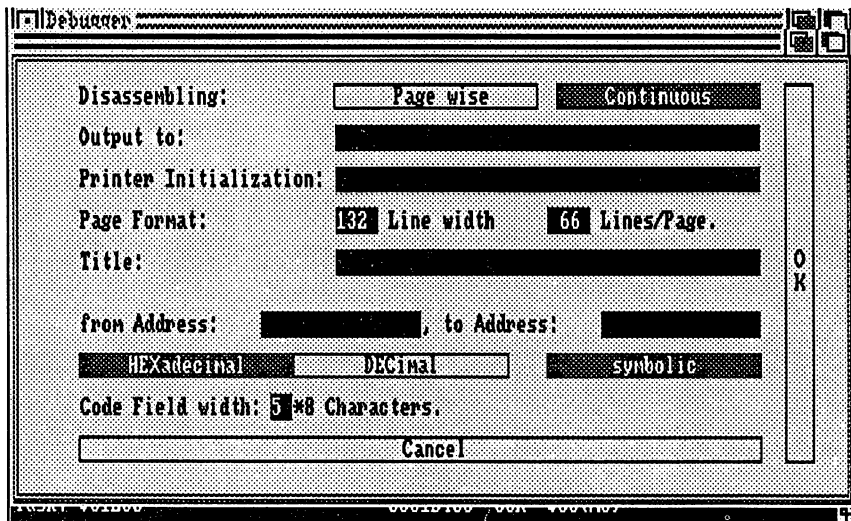 Debugger
Disassembling: Page wise Continuous
Output to:
Printer Initialization:
Page Format: 132 Line width 66 Lines/Page.
Title:
OK
from Address: , to Address:
HEXadecimal DECimal symbolic
Code Field width: 5 *8 Characters.
Cancel